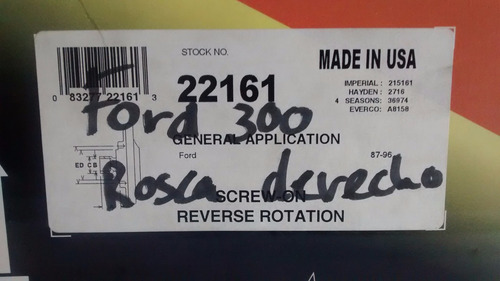 STOCK NO.
MADE IN USA
22161
IMPERIAL: 215161
HAYDEN: 2716
4 SEASONS: 36974
EVERCO: A8158
0 83277 22161 3
Ford 300
GENERAL APPLICATION
Ford 87-96
ED C B
Rosca derecho
SCREW-ON
REVERSE ROTATION